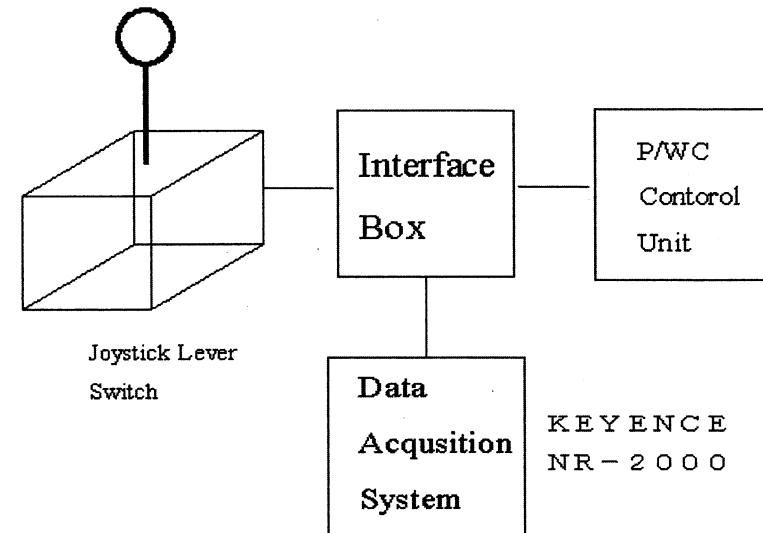 Interface
Box
P/WC
Contorol
Unit
Joystick Lever
Switch
Data
Acqusition
System
KEYENCE
NR-2000